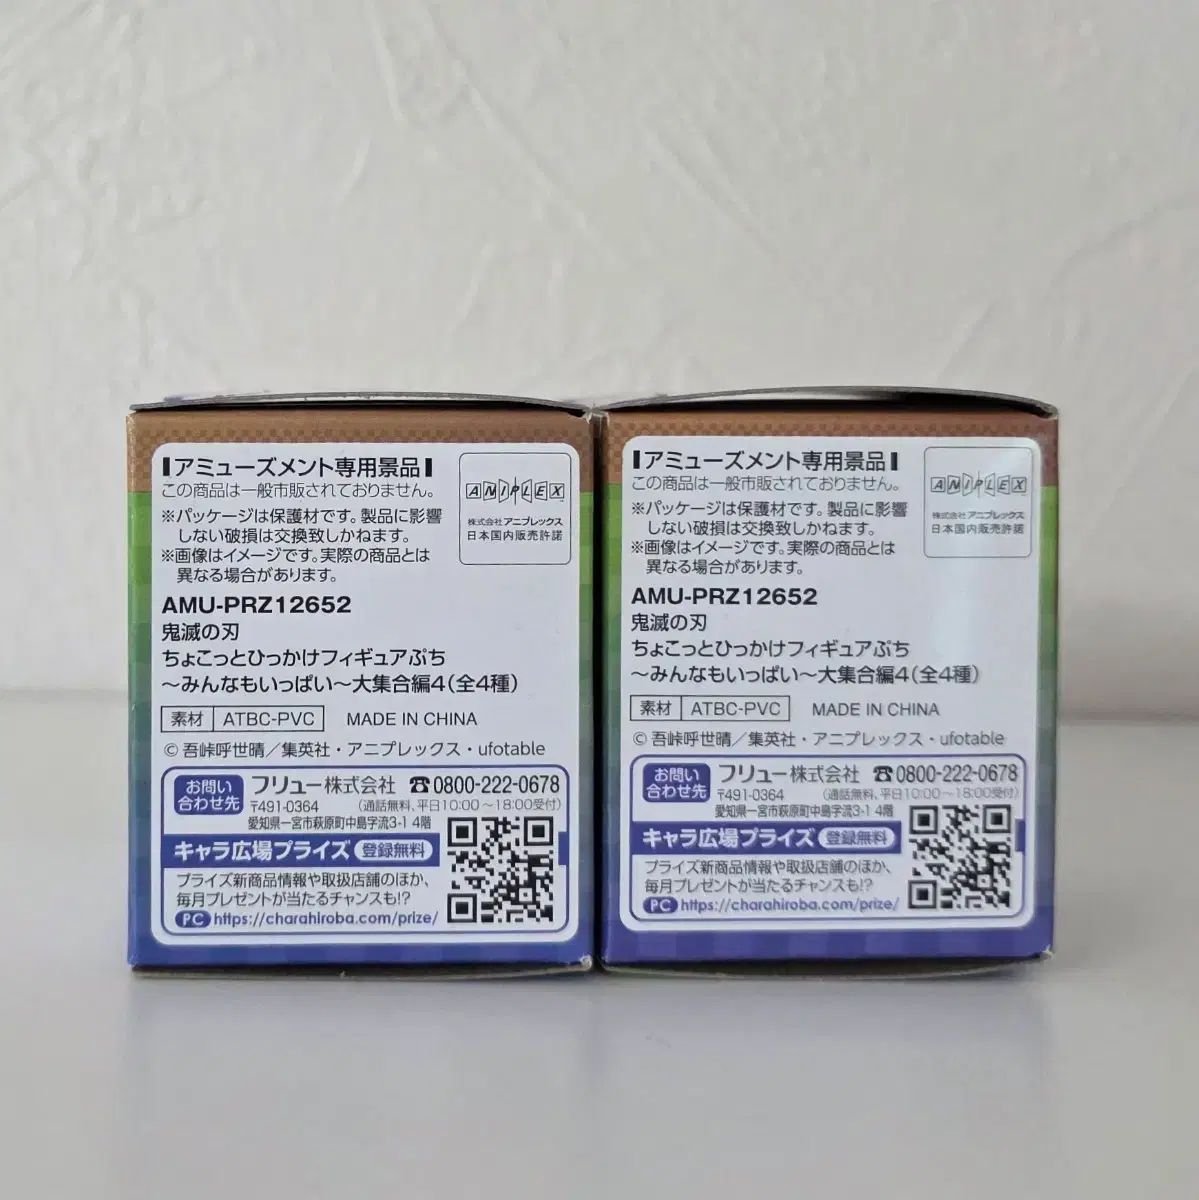 ▌アミューズメント専用景品▌
この商品は一般市販されておりません。
※パッケージは保護材です。製品に影響
しない破損は交換致しかねます。
※画像はイメージです。実際の商品とは
異なる場合があります。
ANIPLEX
株式会社アニプレックス
日本国内販売許諾
AMU-PRZ12652
鬼滅の刃
ちょこっとひっかけフィギュアぷち
～みんなもいっぱい～大集合編4(全4種)
素材 ATBC-PVC MADE IN CHINA
© 吾峠呼世晴／集英社・アニプレックス・ufotable
お問い
合わせ先
フリュー株式会社 ☎0800-222-0678
〒491-0364 (通話無料、平日10:00～18:00受付)
愛知県一宮市萩原町中島字流3-1 4階
キャラ広場プライズ 登録無料
プライズ新商品情報や取扱店舗のほか、
毎月プレゼントが当たるチャンスも!?
PC https://charahiroba.com/prize/
▌アミューズメント専用景品▌
この商品は一般市販されておりません。
※パッケージは保護材です。製品に影響
しない破損は交換致しかねます。
※画像はイメージです。実際の商品とは
異なる場合があります。
ANIPLEX
株式会社アニプレックス
日本国内販売許諾
AMU-PRZ12652
鬼滅の刃
ちょこっとひっかけフィギュアぷち
～みんなもいっぱい～大集合編4(全4種)
素材 ATBC-PVC MADE IN CHINA
© 吾峠呼世晴／集英社・アニプレックス・ufotable
お問い
合わせ先
フリュー株式会社 ☎0800-222-0678
〒491-0364 (通話無料、平日10:00～18:00受付)
愛知県一宮市萩原町中島字流3-1 4階
キャラ広場プライズ 登録無料
プライズ新商品情報や取扱店舗のほか、
毎月プレゼントが当たるチャンスも!?
PC https://charahiroba.com/prize/